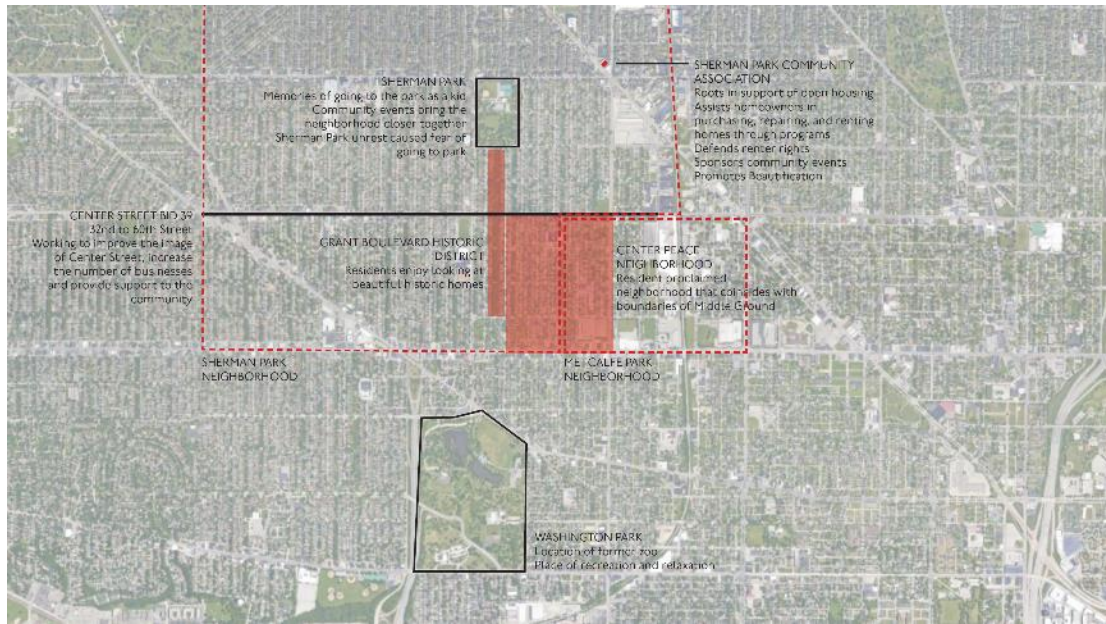 SHERMAN PARK
Memories of going to the park as a kid
Community events bring the
neighborhood closer together
Sherman Park unrest caused fear of
going to park
SHERMAN PARK COMMUNITY
ASSOCIATION
Roots in support of open housing
Assists homeowners in
purchasing, repairing, and renting
homes through programs
Defends renter rights
Sponsors community events
Promotes Beautification
CENTER STREET BID 39
32nd to 60th Street
Working to improve the image
of Center Street, increase
the number of businesses
and provide support to the
community
GRANT BOULEVARD HISTORIC
DISTRICT
Residents enjoy looking at
beautiful historic homes
CENTER PEACE
NEIGHBORHOOD
Resident proclaimed
neighborhood that coincides with
boundaries of Middle Ground
SHERMAN PARK
NEIGHBORHOOD
METCALFE PARK
NEIGHBORHOOD
WASHINGTON PARK
Location of former zoo
Place of recreation and relaxation